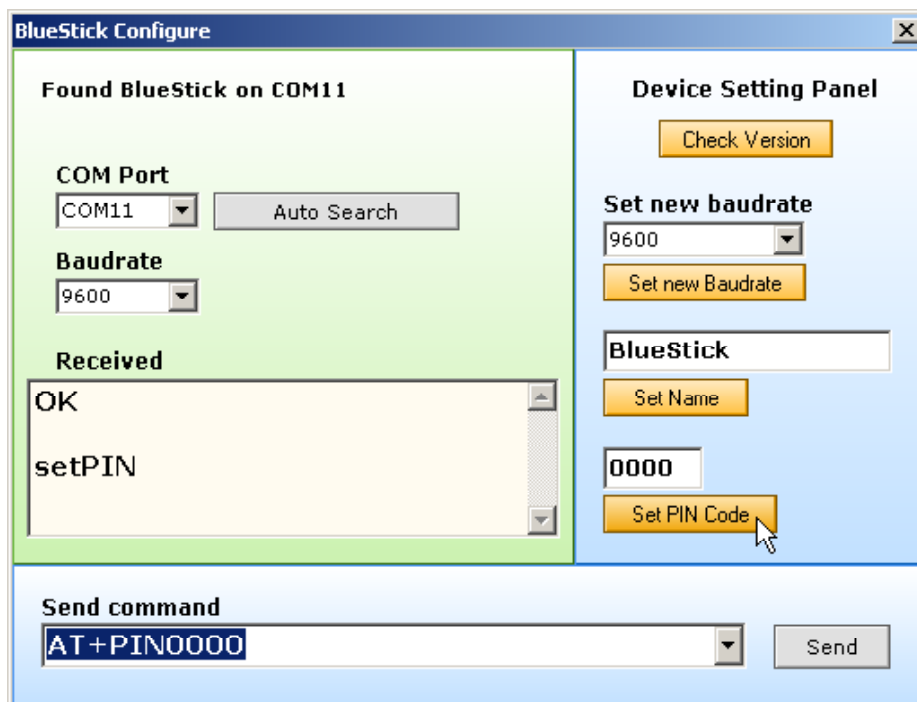 BlueStick Configure
Found BlueStick on COM11
COM Port
COM11
Auto Search
Baudrate
9600
Received
OK
setPIN
Device Setting Panel
Check Version
Set new baudrate
9600
Set new Baudrate
BlueStick
Set Name
0000
Set PIN Code
Send command
AT+PIN0000
Send